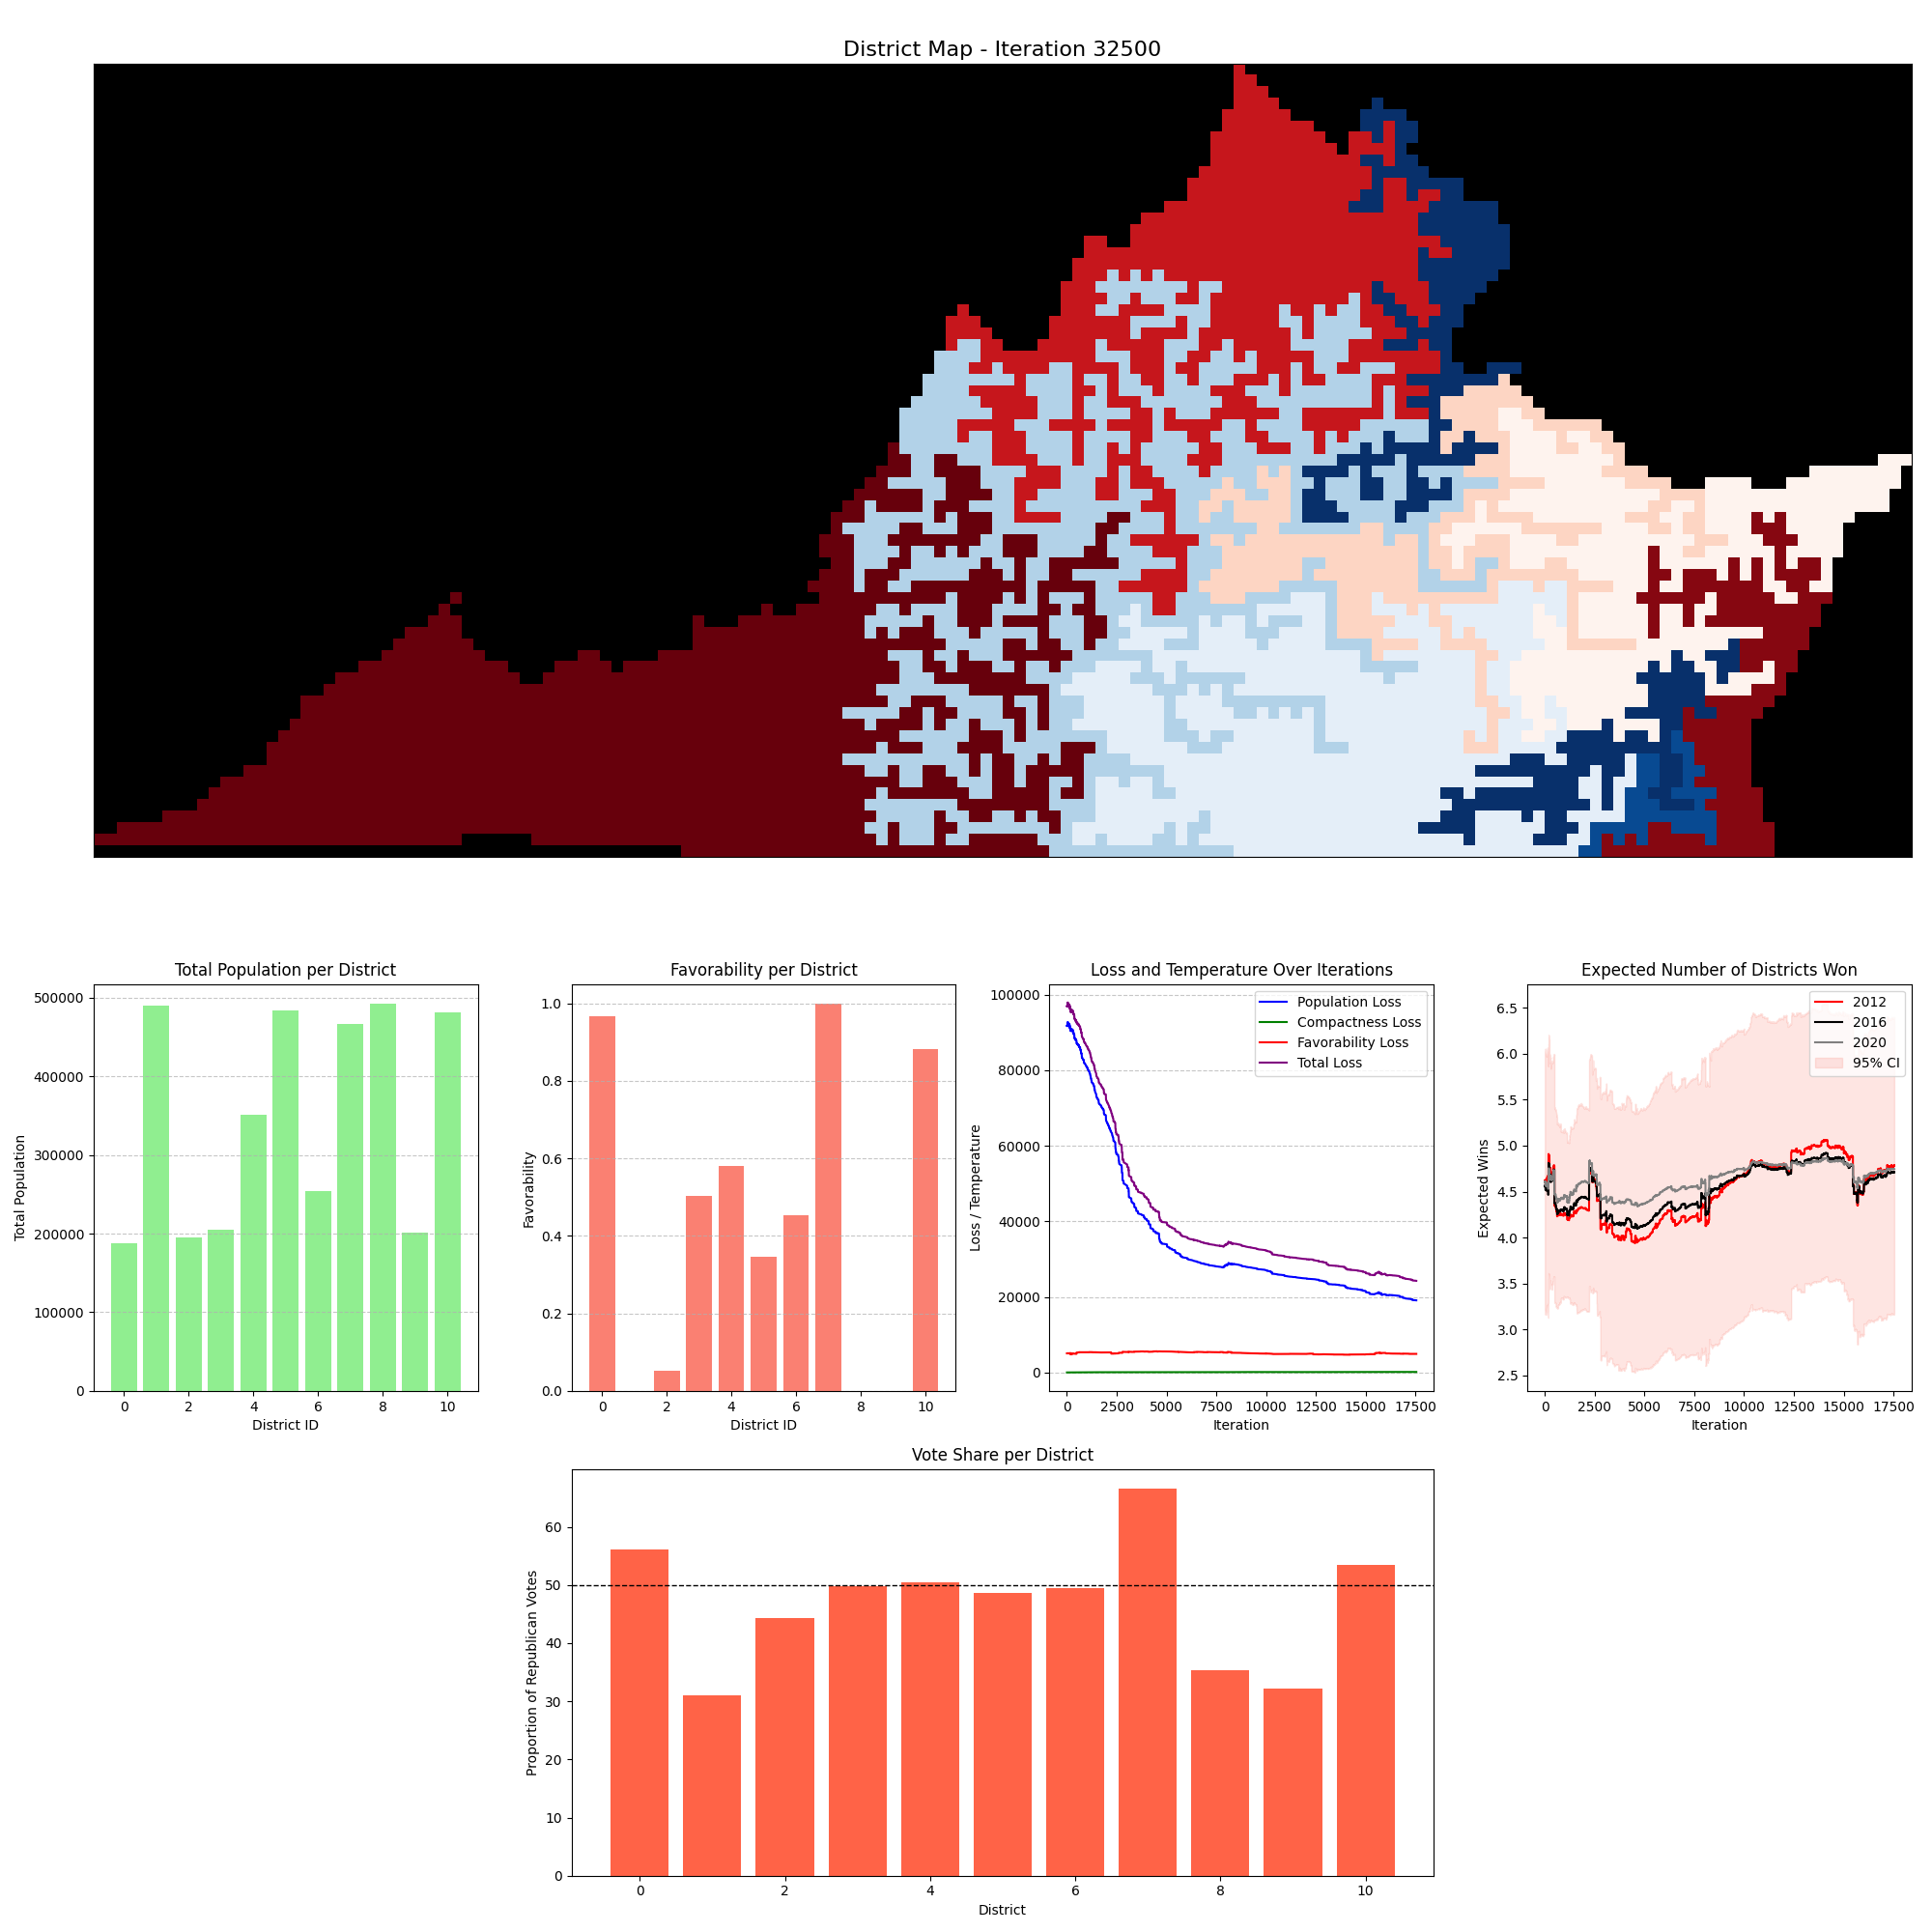 District Map - Iteration 32500
Total Population per District
Total Population
500000
400000
300000
200000
100000
0
0 2 4 6 8 10
District ID
Favorability per District
Favorability
1.0
0.8
0.6
0.4
0.2
0.0
0 2 4 6 8 10
District ID
Loss and Temperature Over Iterations
Loss / Temperature
100000
80000
60000
40000
20000
0
Population Loss
Compactness Loss
Favorability Loss
Total Loss
0 2500 5000 7500 10000 12500 15000 17500
Iteration
Expected Number of Districts Won
Expected Wins
6.5
6.0
5.5
5.0
4.5
4.0
3.5
3.0
2.5
2012
2016
2020
95% CI
0 2500 5000 7500 10000 12500 15000 17500
Iteration
Vote Share per District
Proportion of Republican Votes
60
50
40
30
20
10
0
0 2 4 6 8 10
District